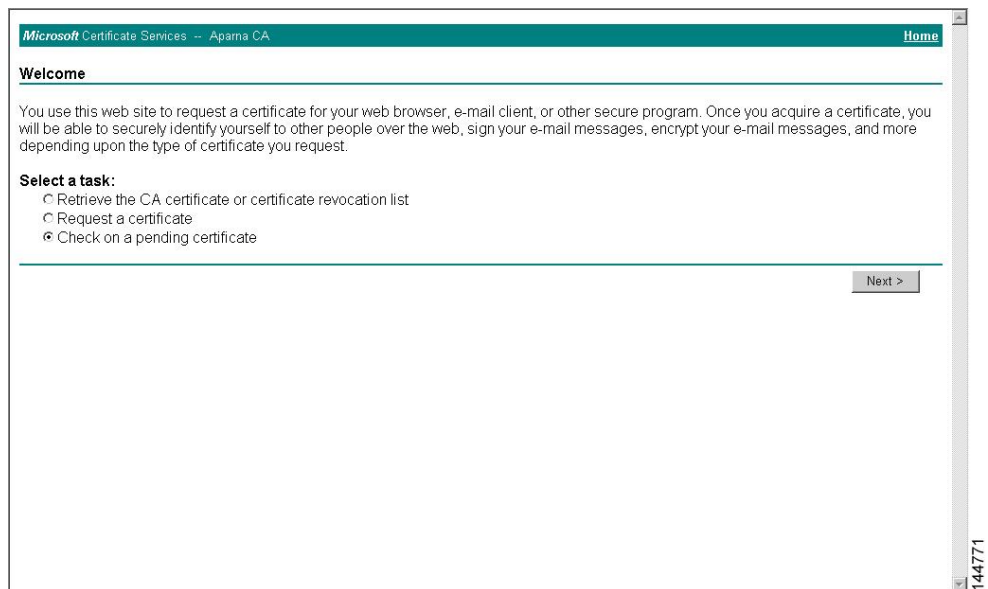 Microsoft Certificate Services -- Aparna CA Home
Welcome
You use this web site to request a certificate for your web browser, e-mail client, or other secure program. Once you acquire a certificate, you
will be able to securely identify yourself to other people over the web, sign your e-mail messages, encrypt your e-mail messages, and more
depending upon the type of certificate you request.
Select a task:
Retrieve the CA certificate or certificate revocation list
Request a certificate
Check on a pending certificate
Next >
144771